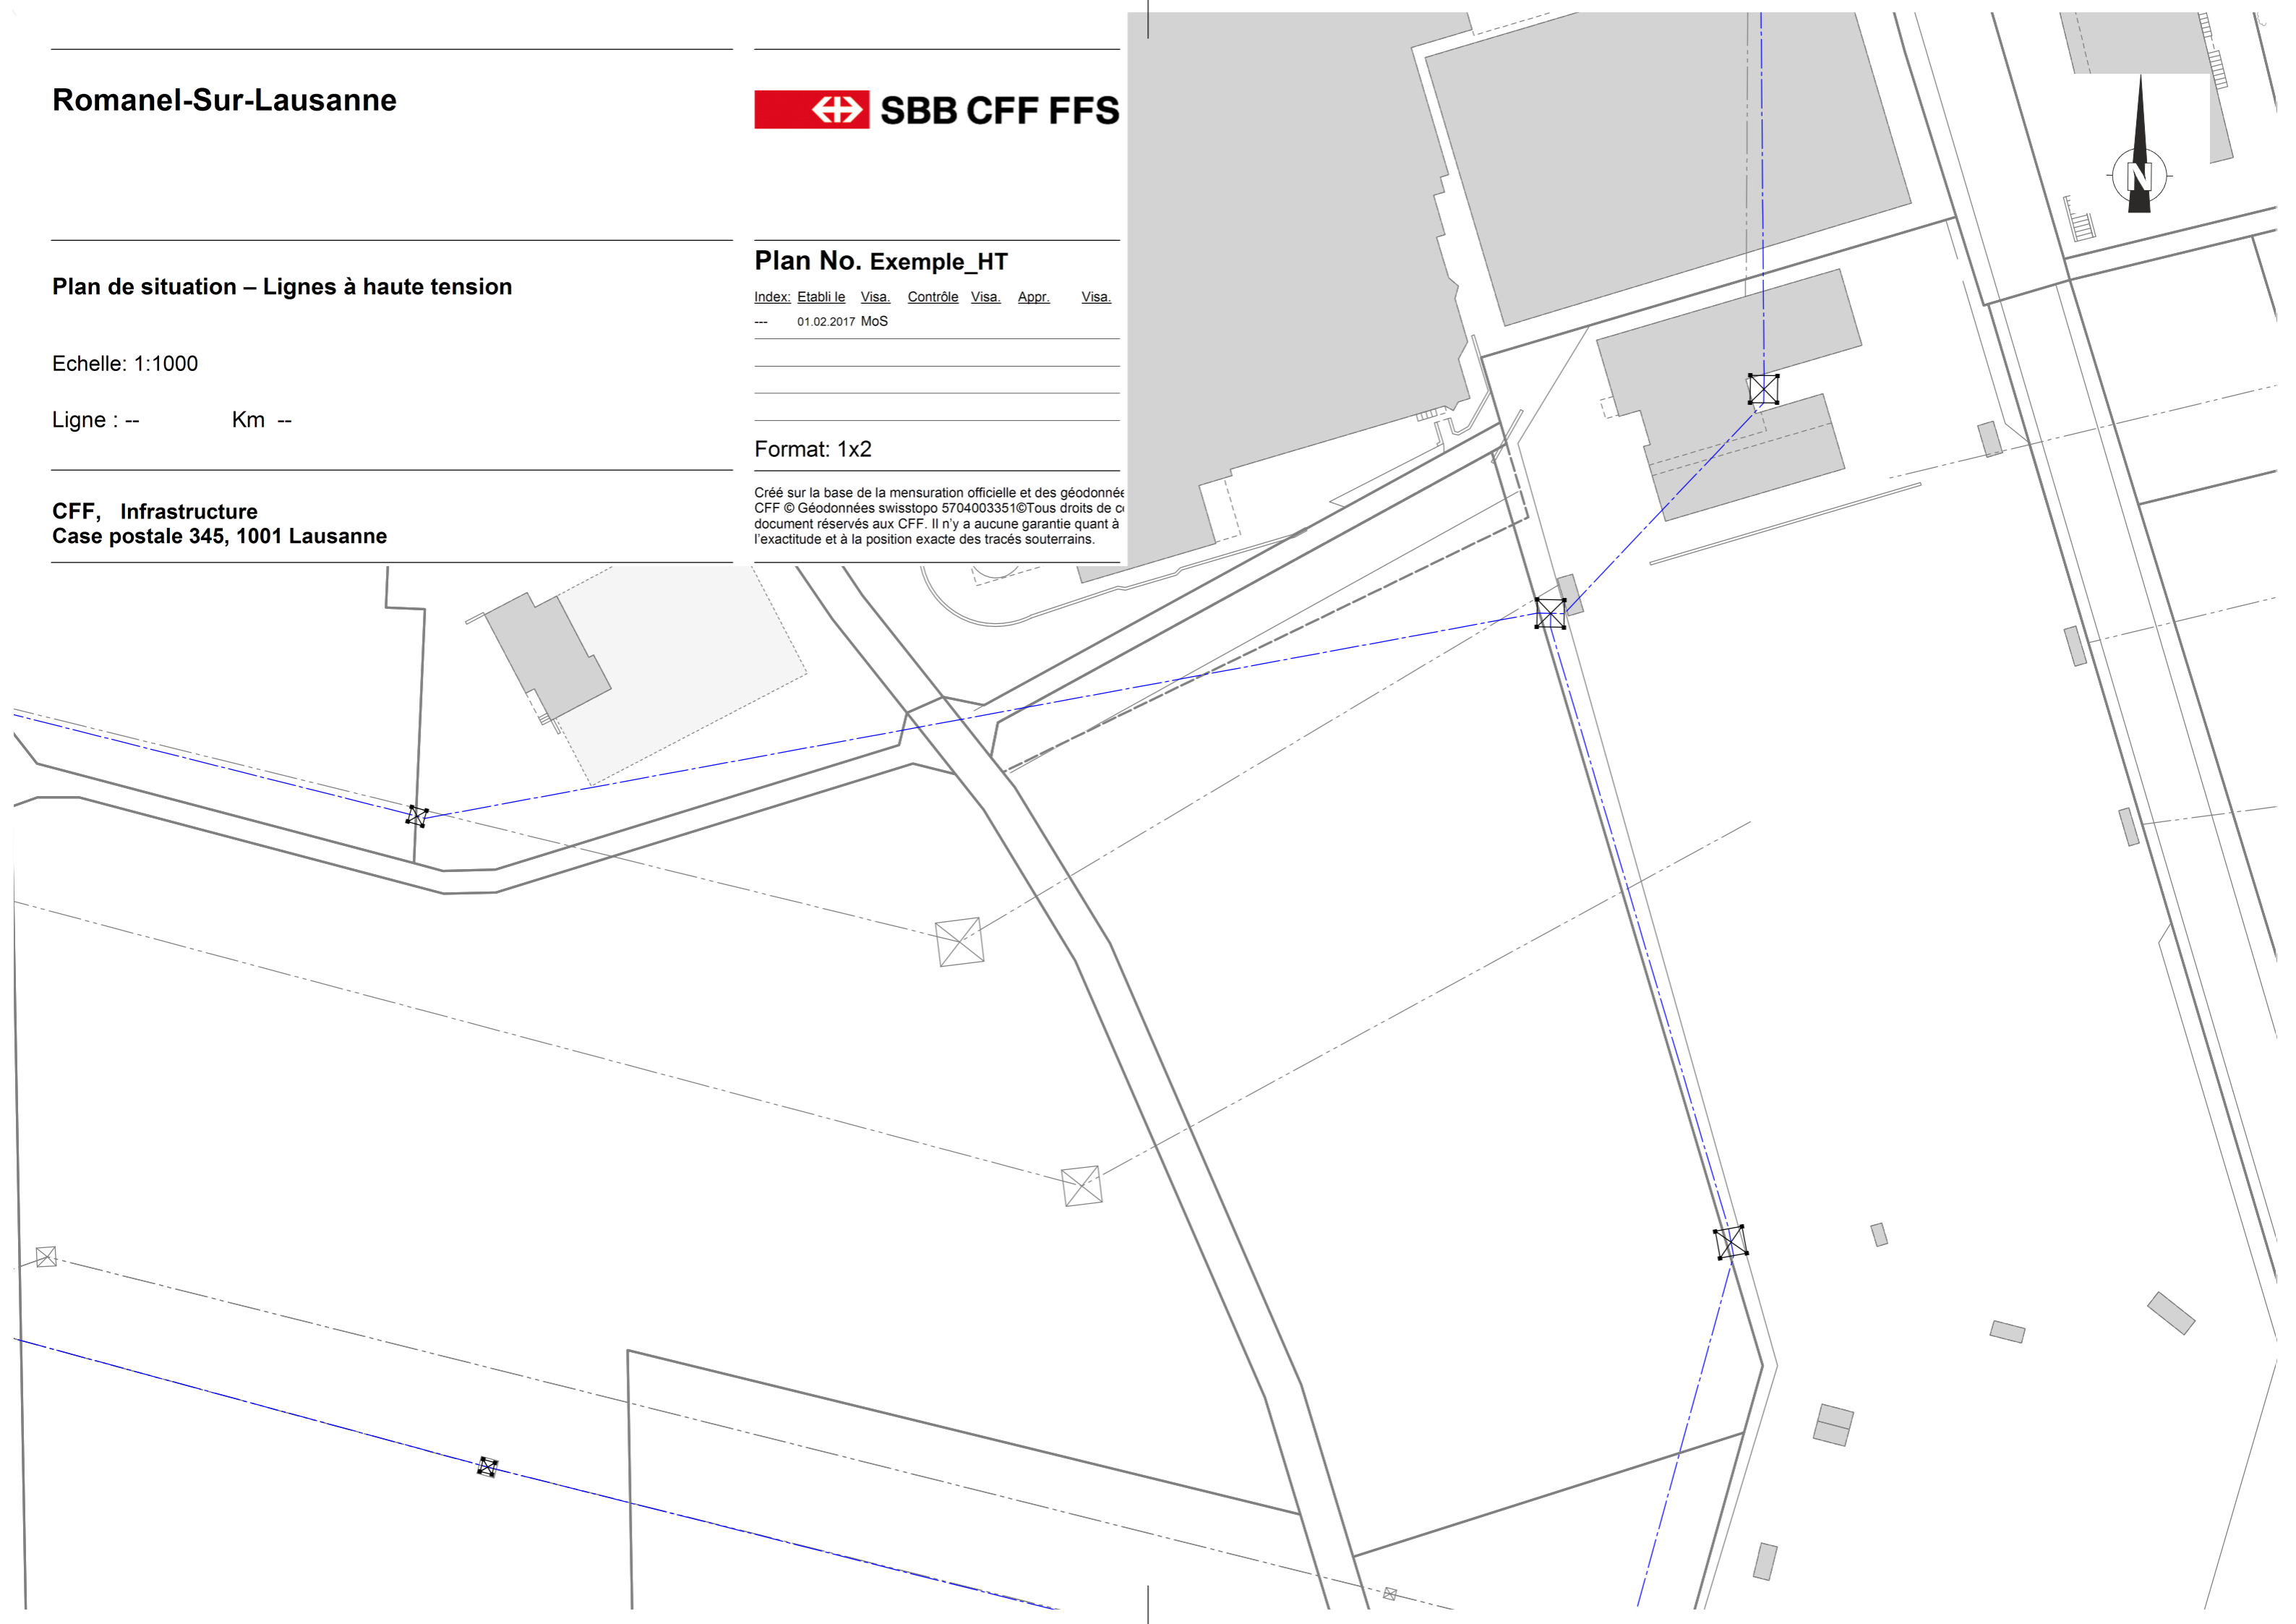 Romanel-Sur-Lausanne
SBB CFF FFS
Plan de situation – Lignes à haute tension
Echelle: 1:1000
Ligne : -- Km --
CFF, Infrastructure
Case postale 345, 1001 Lausanne
Plan No. Exemple_HT
Index: Etabli le Visa. Contrôle Visa. Appr. Visa.
--- 01.02.2017 MoS
Format: 1x2
Créé sur la base de la mensuration officielle et des géodonnée
CFF © Géodonnées swisstopo 5704003351©Tous droits de c
document réservés aux CFF. Il n'y a aucune garantie quant à
l'exactitude et à la position exacte des tracés souterrains.
N